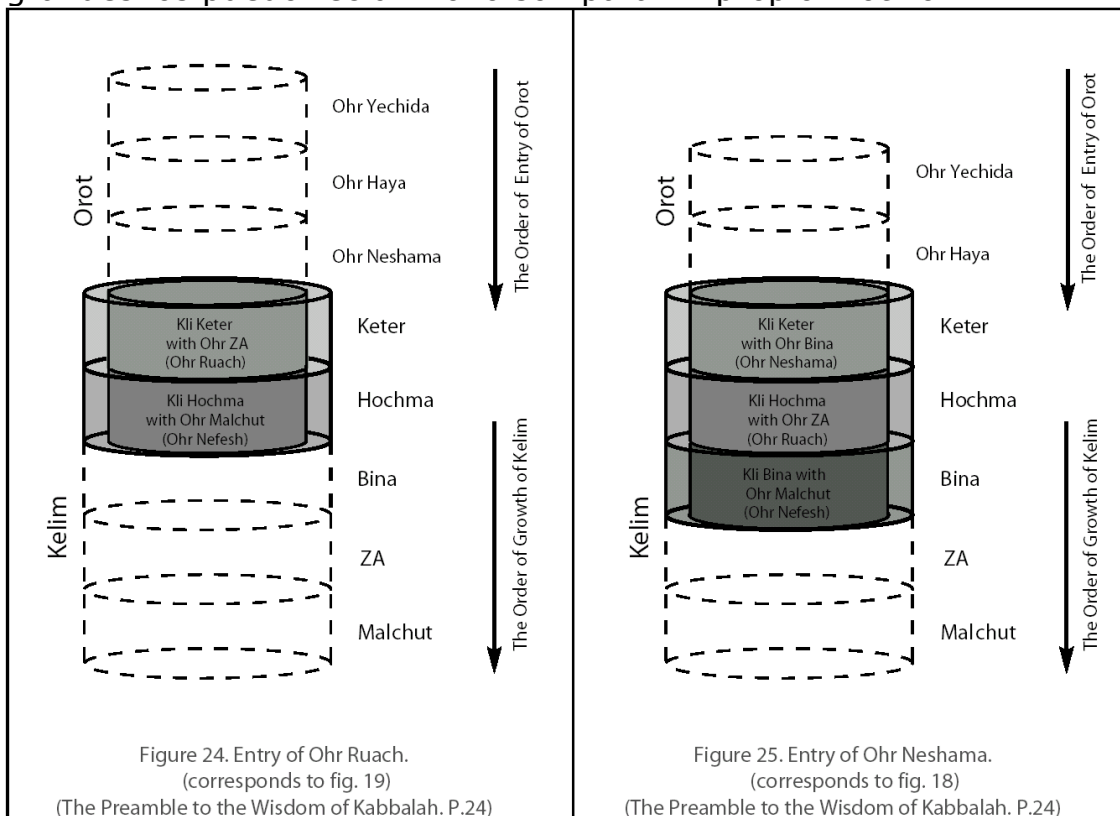 Ohr Yechida
Ohr Haya
Ohr Neshama
Orot
The Order of Entry of Orot
Kli Keter
with Ohr ZA
(Ohr Ruach)
Keter
Kli Hochma
with Ohr Malchut
(Ohr Nefesh)
Hochma
Bina
ZA
Malchut
Kelim
The Order of Growth of Kelim
Figure 24. Entry of Ohr Ruach.
(corresponds to fig. 19)
(The Preamble to the Wisdom of Kabbalah. P.24)
Ohr Yechida
Ohr Haya
Orot
The Order of Entry of Orot
Kli Keter
with Ohr Bina
(Ohr Neshama)
Keter
Kli Hochma
with Ohr ZA
(Ohr Ruach)
Hochma
Kli Bina with
Ohr Malchut
(Ohr Nefesh)
Bina
ZA
Malchut
Kelim
The Order of Growth of Kelim
Figure 25. Entry of Ohr Neshama.
(corresponds to fig. 18)
(The Preamble to the Wisdom of Kabbalah. P.24)